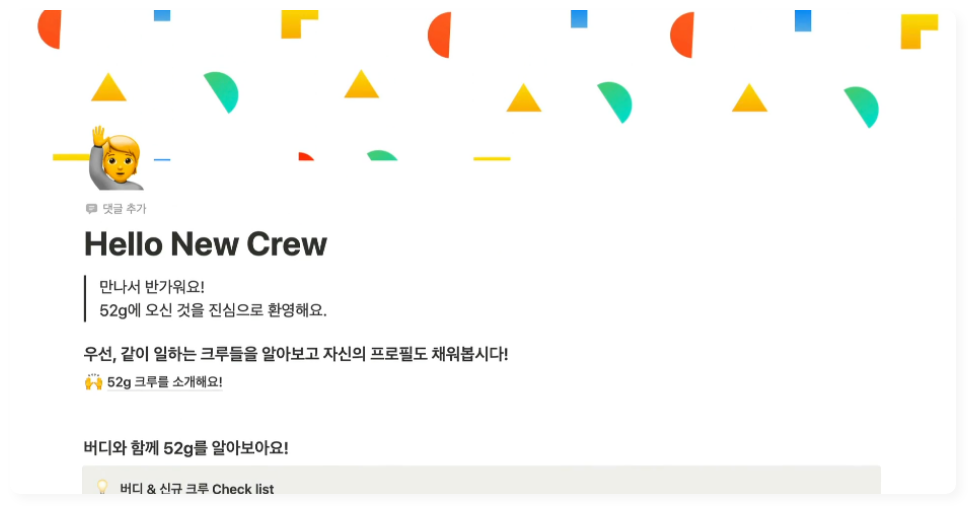 댓글 추가
Hello New Crew
만나서 반가워요!
52g에 오신 것을 진심으로 환영해요.
우선, 같이 일하는 크루들을 알아보고 자신의 프로필도 채워봅시다!
52g 크루를 소개해요!
버디와 함께 52g를 알아보아요!
버디 & 신규 크루 Check list